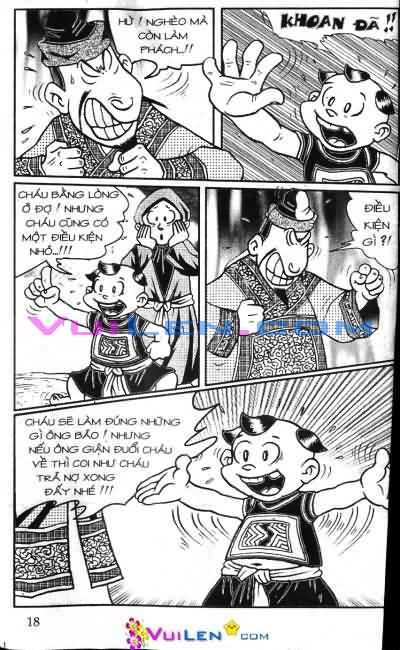 HỪ ! NGHÈO MÀ
CÒN LÀM
PHÁCH..!!
KHOAN ĐÃ!!
CHÁU BẰNG LÒNG
Ở ĐỢ ! NHƯNG
CHÁU CŨNG CÓ
MỘT ĐIỀU KIỆN
NHỎ...!!!
ĐIỀU
KIỆN
GÌ ?!
VUILEN.COM
CHÁU SẼ LÀM ĐÚNG NHỮNG
GÌ ÔNG BẢO ! NHƯNG
NẾU ÔNG GIẬN ĐUỔI CHÁU
VỀ THÌ COI NHƯ CHÁU
TRẢ NỢ XONG
ĐẤY NHÉ !!!
18
VUILEN COM